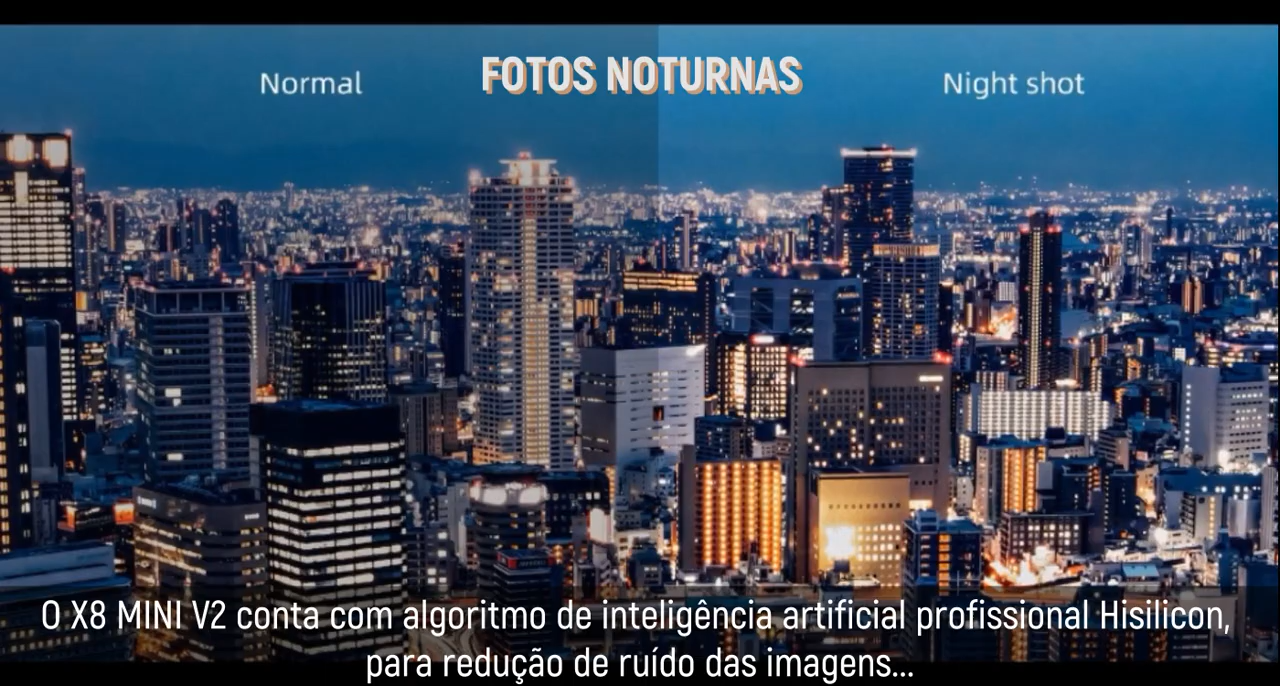 FOTOS NOTURNAS
Normal
Night shot
O X8 MINI V2 conta com algoritmo de inteligência artificial profissional Hisilicon,
para redução de ruído das imagens...